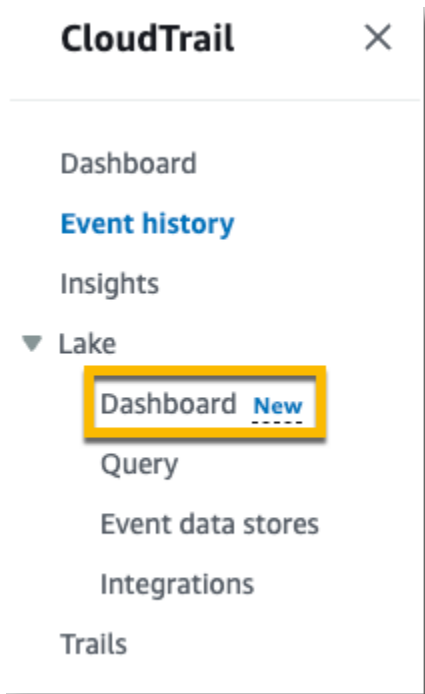 CloudTrail
Dashboard
Event history
Insights
Lake
Dashboard New
Query
Event data stores
Integrations
Trails